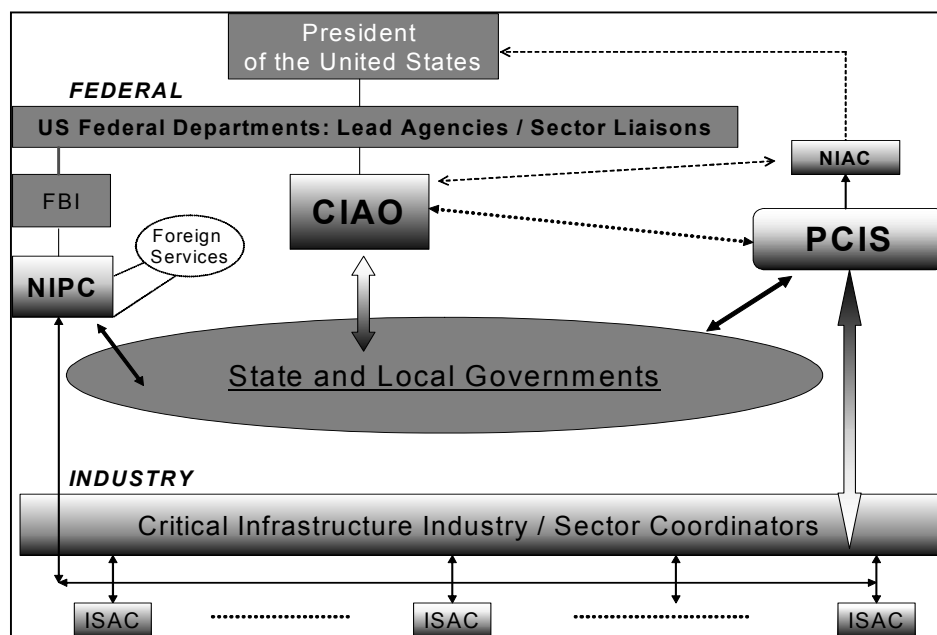 President
of the United States
FEDERAL
US Federal Departments: Lead Agencies / Sector Liaisons
NIAC
FBI
CIAO
PCIS
Foreign
Services
NIPC
State and Local Governments
INDUSTRY
Critical Infrastructure Industry / Sector Coordinators
ISAC
ISAC
ISAC